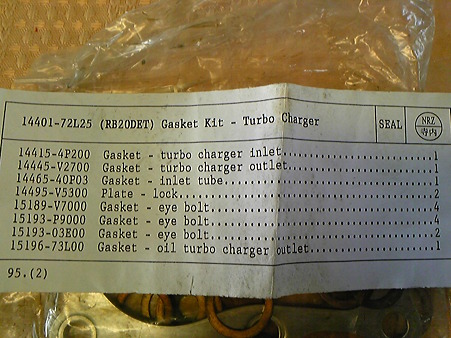 14401-72L25 (RB20DET) Gasket Kit - Turbo Charger SEAL NRZ
14415-4P200 Gasket - turbo charger inlet........................1
14445-V2700 Gasket - turbo charger outlet.......................1
14465-40P03 Gasket - inlet tube.................................1
14495-V5300 Plate - lock........................................2
15189-V7000 Gasket - eye bolt...................................4
15193-P9000 Gasket - eye bolt...................................4
15193-03E00 Gasket - eye bolt...................................2
15196-73L00 Gasket - oil turbo charger outlet...................1
95.(2)